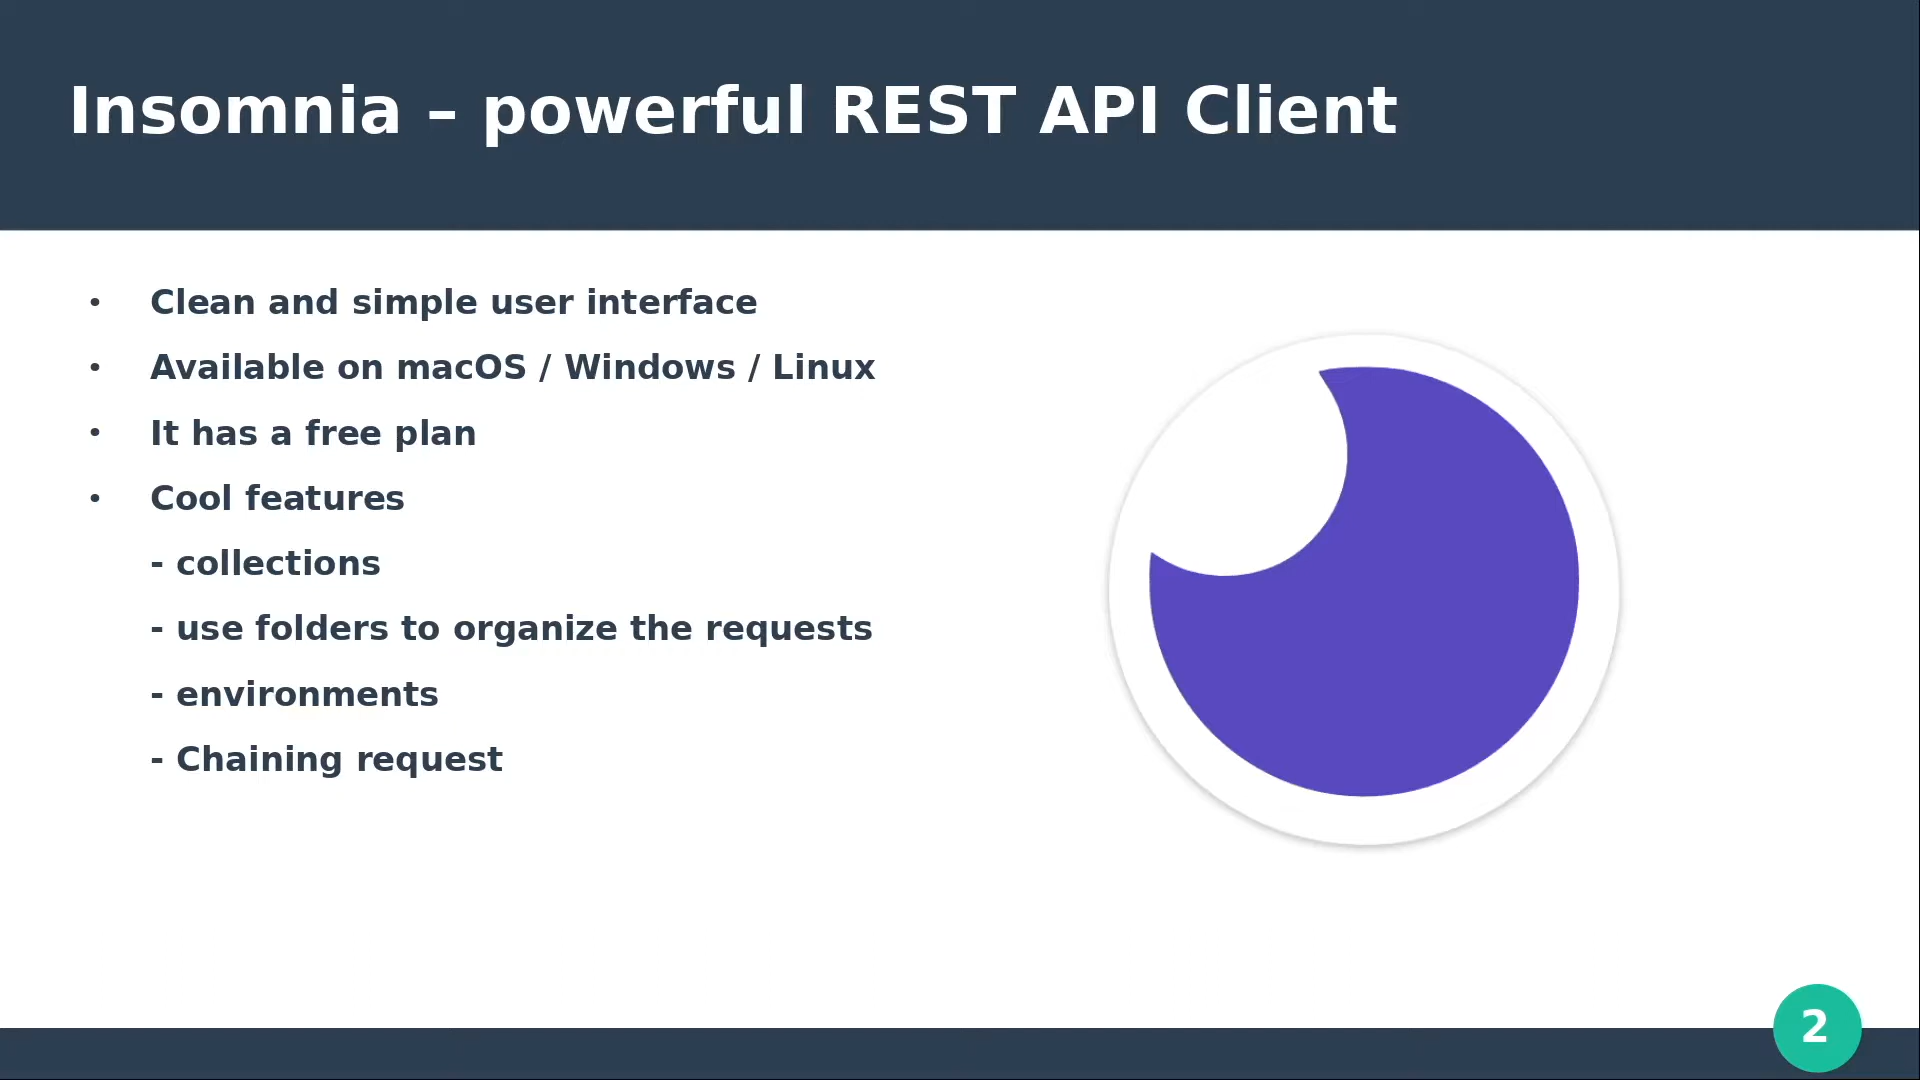 Insomnia – powerful REST API Client
• Clean and simple user interface
• Available on macOS / Windows / Linux
• It has a free plan
• Cool features
- collections
- use folders to organize the requests
- environments
- Chaining request
2